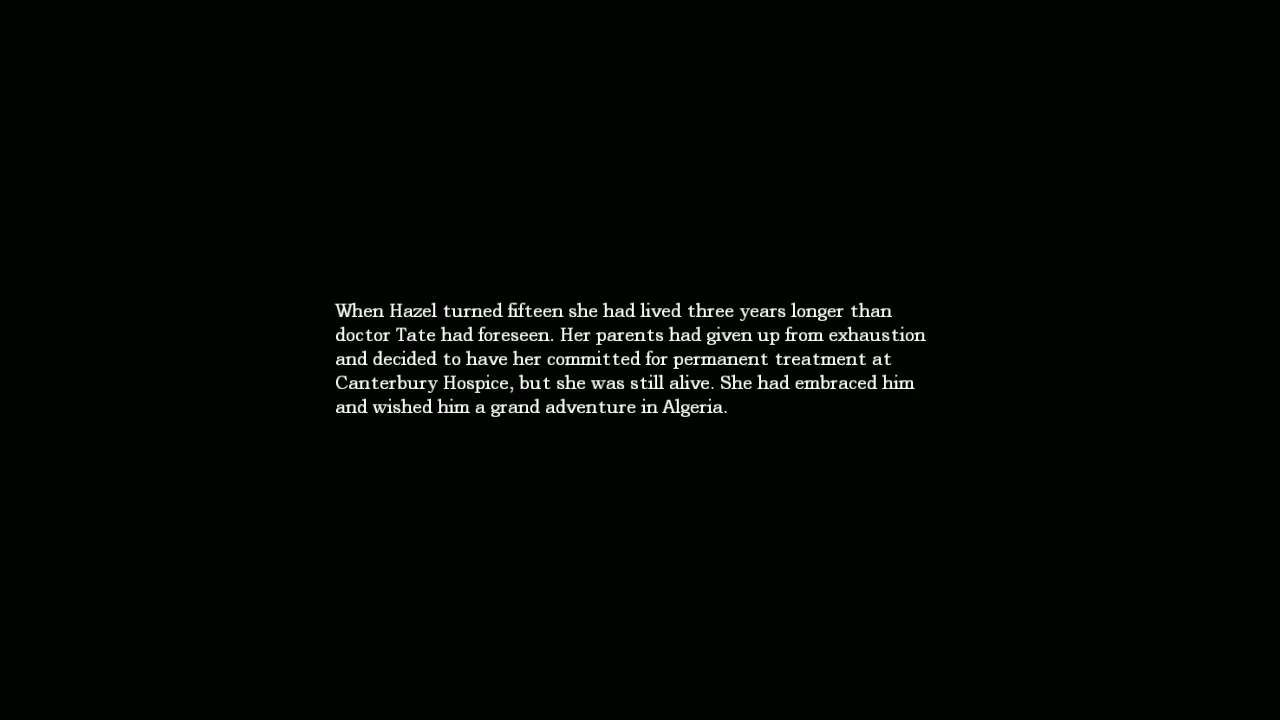 When Hazel turned fifteen she had lived three years longer than
doctor Tate had foreseen. Her parents had given up from exhaustion
and decided to have her committed for permanent treatment at
Canterbury Hospice, but she was still alive. She had embraced him
and wished him a grand adventure in Algeria.